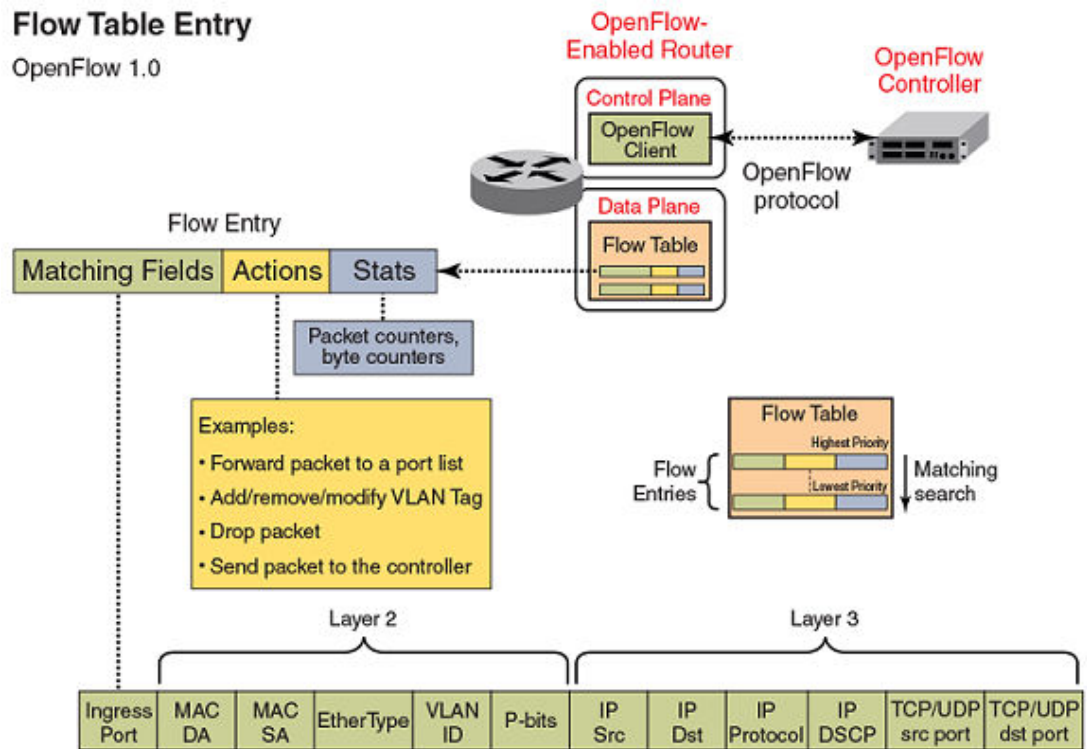 Flow Table Entry
OpenFlow 1.0
OpenFlow-
Enabled Router
OpenFlow
Controller
Control Plane
OpenFlow
Client
OpenFlow
protocol
Data Plane
Flow Table
Flow Entry
Matching Fields
Actions
Stats
Packet counters,
byte counters
Examples:
• Forward packet to a port list
• Add/remove/modify VLAN Tag
• Drop packet
• Send packet to the controller
Flow Table
Highest Priority
Flow
Entries
Lowest Priority
Matching
search
Layer 2
Layer 3
Ingress
Port
MAC
DA
MAC
SA
EtherType
VLAN
ID
P-bits
IP
Src
IP
Dst
IP
Protocol
IP
DSCP
TCP/UDP
src port
TCP/UDP
dst port